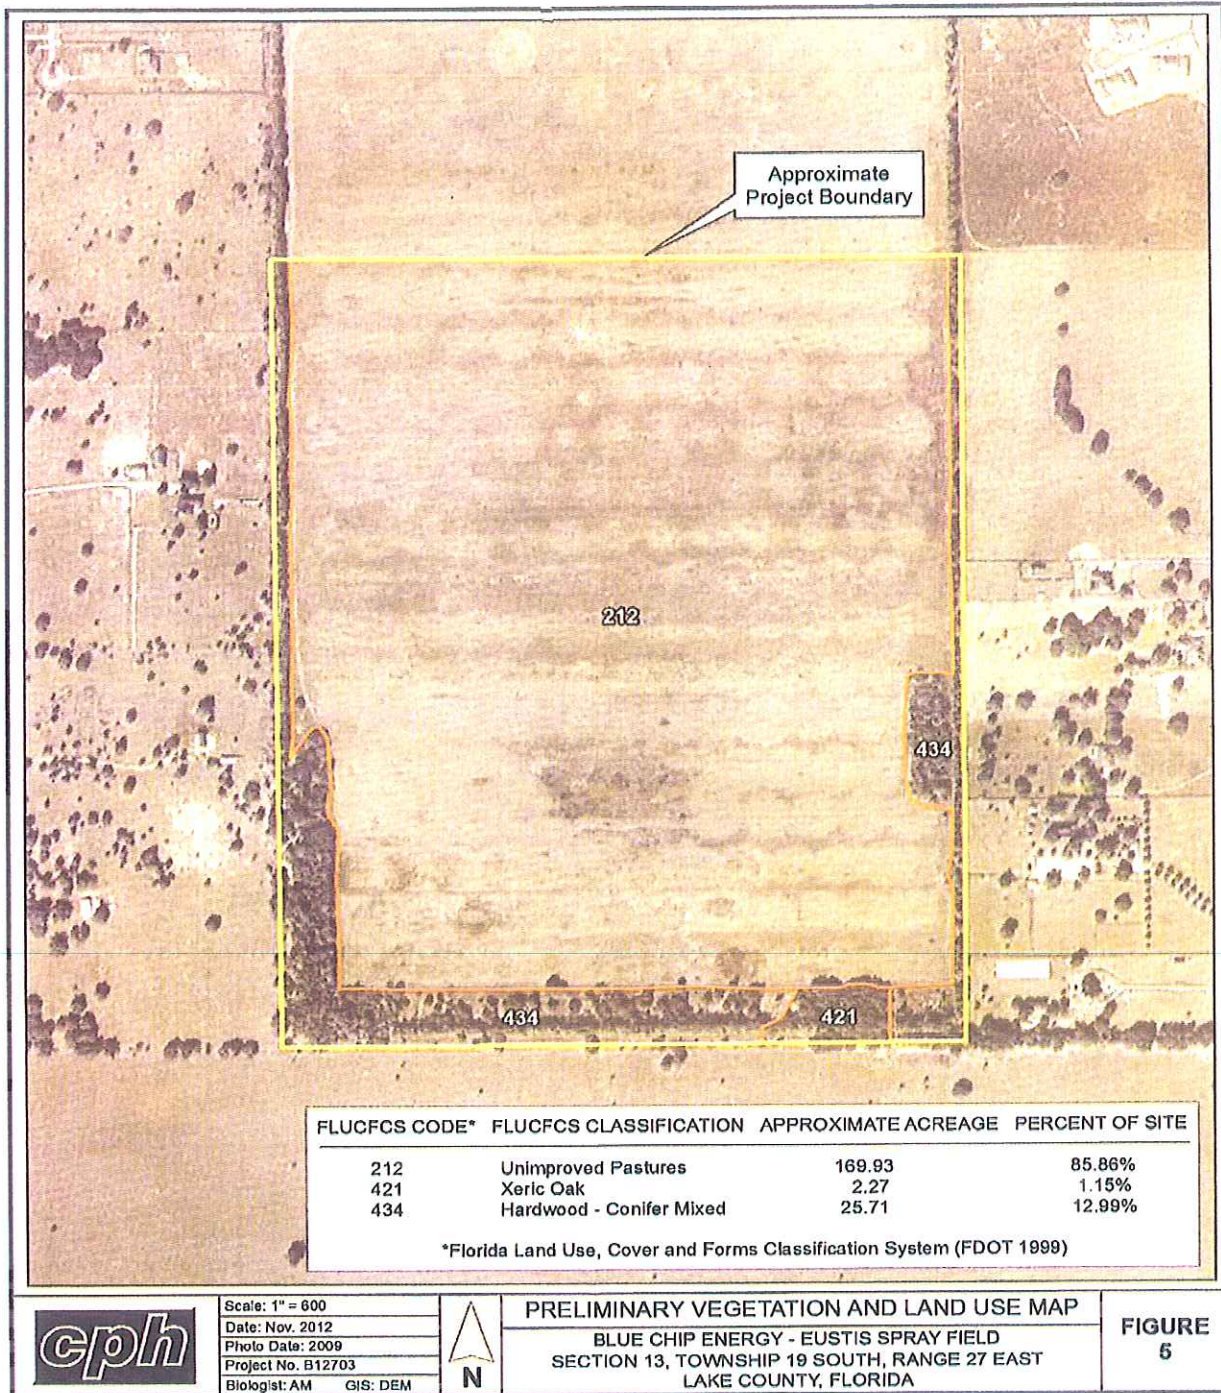 Approximate
Project Boundary
212
434
434
421
FLUCFCS CODE* FLUCFCS CLASSIFICATION APPROXIMATE ACREAGE PERCENT OF SITE
212 Unimproved Pastures 169.93 85.86%
421 Xeric Oak 2.27 1.15%
434 Hardwood - Conifer Mixed 25.71 12.99%
*Florida Land Use, Cover and Forms Classification System (FDOT 1999)
cph
Scale: 1" = 600
Date: Nov. 2012
Photo Date: 2009
Project No. B12703
Biologist: AM GIS: DEM
N
PRELIMINARY VEGETATION AND LAND USE MAP
BLUE CHIP ENERGY - EUSTIS SPRAY FIELD
SECTION 13, TOWNSHIP 19 SOUTH, RANGE 27 EAST
LAKE COUNTY, FLORIDA
FIGURE
5